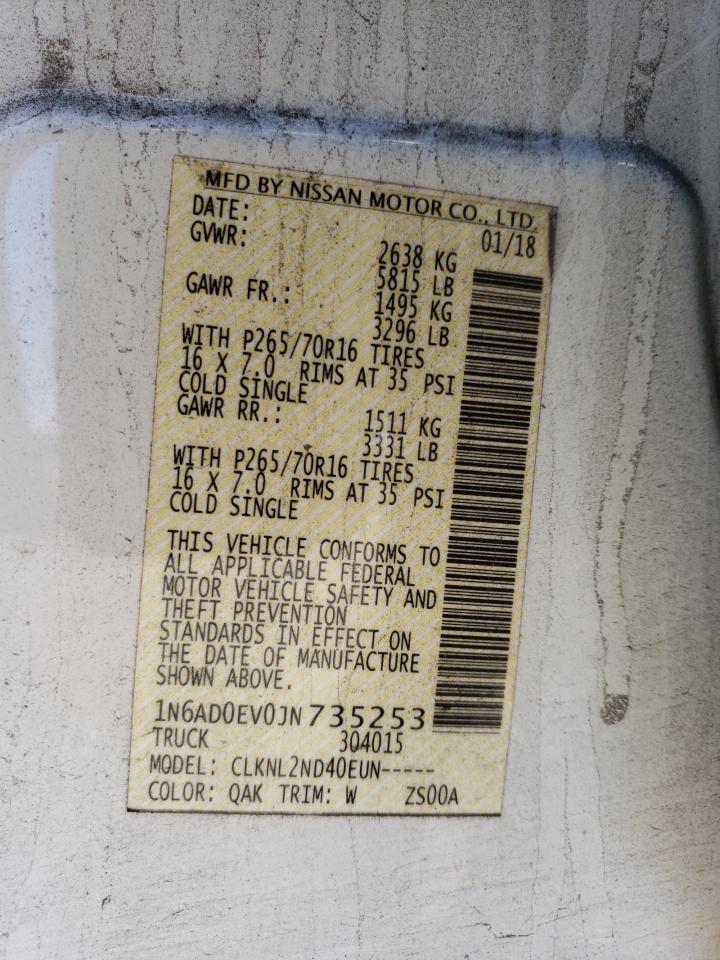 MFD BY NISSAN MOTOR CO., LTD.
DATE: 01/18
GVWR: 2638 KG
5815 LB
GAWR FR.: 1495 KG
3296 LB
WITH P265/70R16 TIRES
16 X 7.0 RIMS AT 35 PSI
COLD SINGLE
GAWR RR.: 1511 KG
3331 LB
WITH P265/70R16 TIRES
16 X 7.0 RIMS AT 35 PSI
COLD SINGLE
THIS VEHICLE CONFORMS TO
ALL APPLICABLE FEDERAL
MOTOR VEHICLE SAFETY AND
THEFT PREVENTION
STANDARDS IN EFFECT ON
THE DATE OF MANUFACTURE
SHOWN ABOVE.
1N6AD0EV0JN735253
TRUCK 304015
MODEL: CLKNL2ND40EUN-----
COLOR: QAK TRIM: W ZS00A